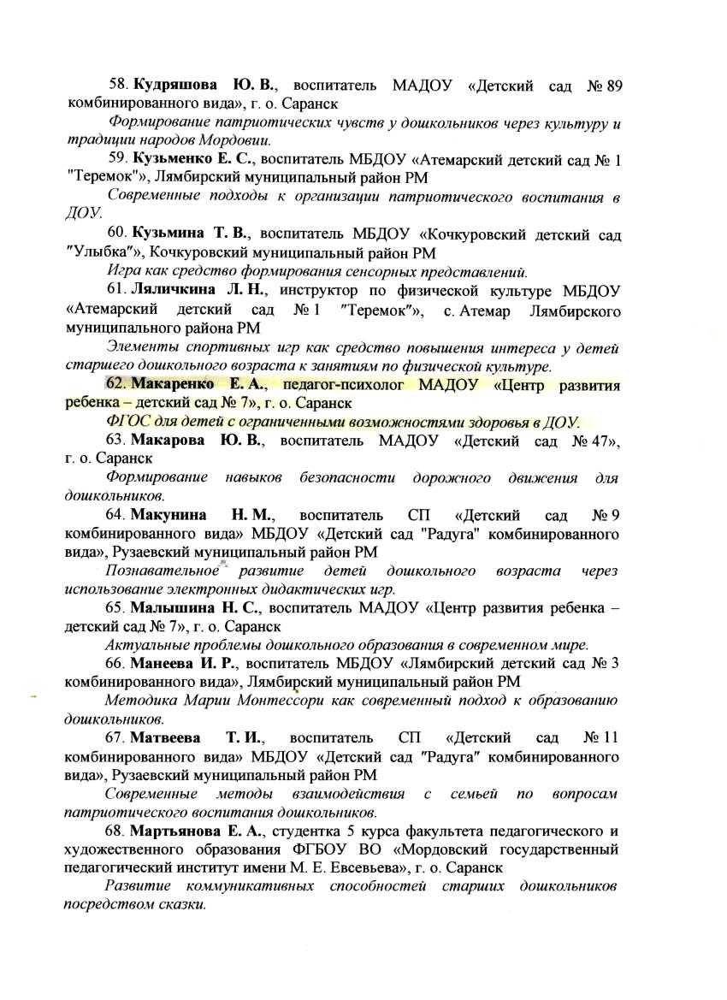 58. Кудряшова Ю. В., воспитатель МАДОУ «Детский сад № 89
комбинированного вида», г. о. Саранск
Формирование патриотических чувств у дошкольников через культуру и
традиции народов Мордовии.
59. Кузьменко Е. С., воспитатель МБДОУ «Атемарский детский сад № 1
"Теремок"», Лямбирский муниципальный район РМ
Современные подходы к организации патриотического воспитания в
ДОУ.
60. Кузьмина Т. В., воспитатель МБДОУ «Кочкуровский детский сад
"Улыбка"», Кочкуровский муниципальный район РМ
Игра как средство формирования сенсорных представлений.
61. Ляличкина Л. Н., инструктор по физической культуре МБДОУ
«Атемарский детский сад № 1 "Теремок"», с. Атемар Лямбирского
муниципального района РМ
Элементы спортивных игр как средство повышения интереса у детей
старшего дошкольного возраста к занятиям по физической культуре.
62. Макаренко Е. А., педагог-психолог МАДОУ «Центр развития
ребенка – детский сад № 7», г. о. Саранск
ФГОС для детей с ограниченными возможностями здоровья в ДОУ.
63. Макарова Ю. В., воспитатель МАДОУ «Детский сад № 47»,
г. о. Саранск
Формирование навыков безопасности дорожного движения для
дошкольников.
64. Макунина Н. М., воспитатель СП «Детский сад № 9
комбинированного вида» МБДОУ «Детский сад "Радуга" комбинированного
вида», Рузаевский муниципальный район РМ
Познавательное развитие детей дошкольного возраста через
использование электронных дидактических игр.
65. Малышина Н. С., воспитатель МАДОУ «Центр развития ребенка –
детский сад № 7», г. о. Саранск
Актуальные проблемы дошкольного образования в современном мире.
66. Манеева И. Р., воспитатель МБДОУ «Лямбирский детский сад № 3
комбинированного вида», Лямбирский муниципальный район РМ
Методика Марии Монтессори как современный подход к образованию
дошкольников.
67. Матвеева Т. И., воспитатель СП «Детский сад № 11
комбинированного вида» МБДОУ «Детский сад "Радуга" комбинированного
вида», Рузаевский муниципальный район РМ
Современные методы взаимодействия с семьей по вопросам
патриотического воспитания дошкольников.
68. Мартьянова Е. А., студентка 5 курса факультета педагогического и
художественного образования ФГБОУ ВО «Мордовский государственный
педагогический институт имени М. Е. Евсевьева», г. о. Саранск
Развитие коммуникативных способностей старших дошкольников
посредством сказки.